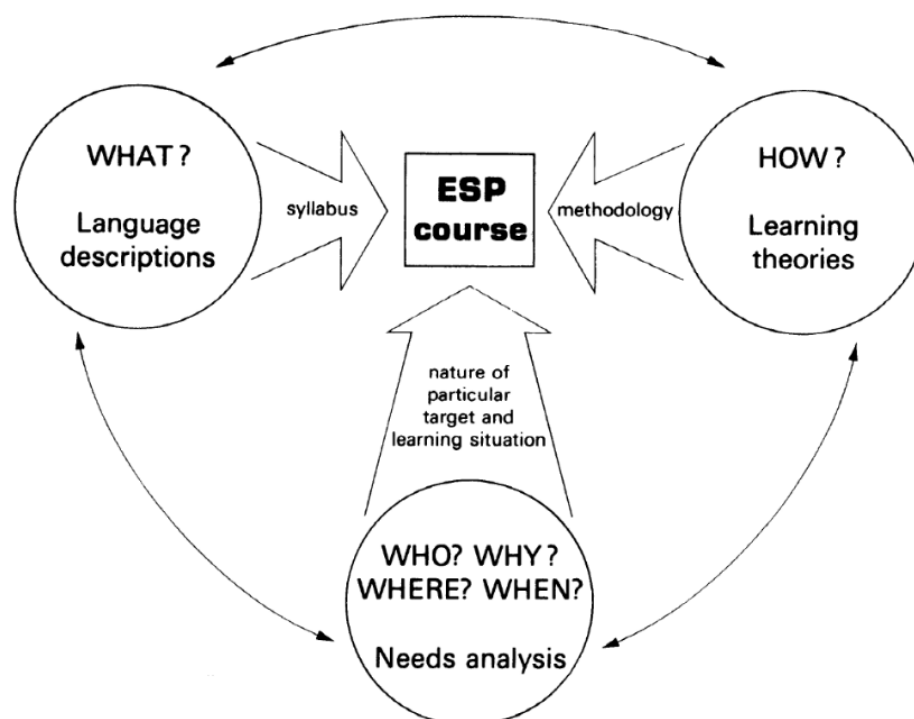 WHAT?
Language
descriptions
syllabus
ESP
course
methodology
HOW?
Learning
theories
nature of
particular
target and
learning situation
WHO? WHY?
WHERE? WHEN?
Needs analysis